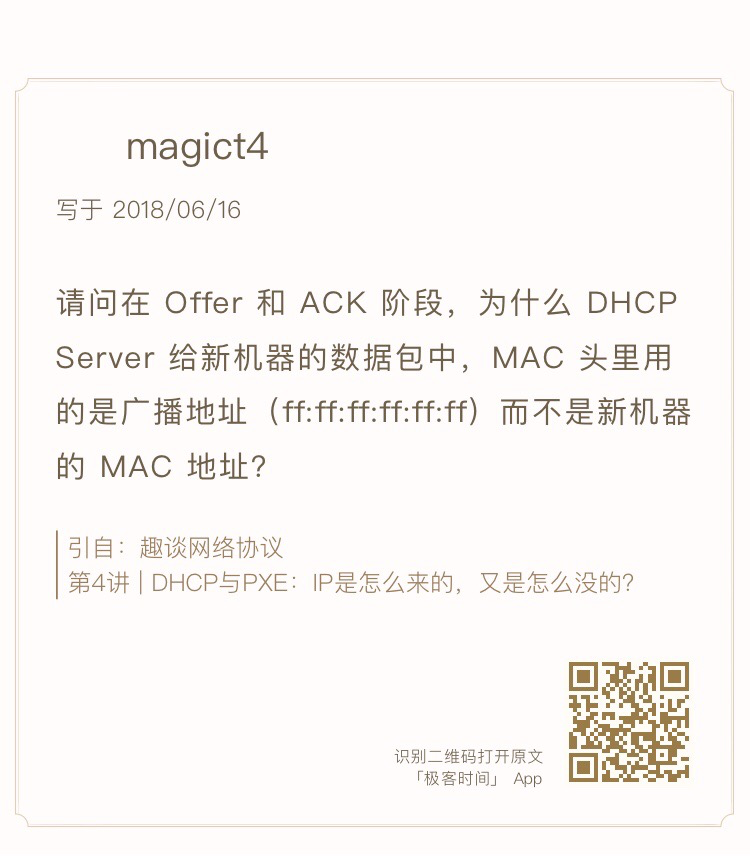 magict4
写于 2018/06/16
请问在 Offer 和 ACK 阶段，为什么 DHCP
Server 给新机器的数据包中，MAC 头里用
的是广播地址（ff:ff:ff:ff:ff:ff）而不是新机器
的 MAC 地址？
引自：趣谈网络协议
第4讲 | DHCP与PXE：IP是怎么来的，又是怎么没的？
识别二维码打开原文
「极客时间」 App